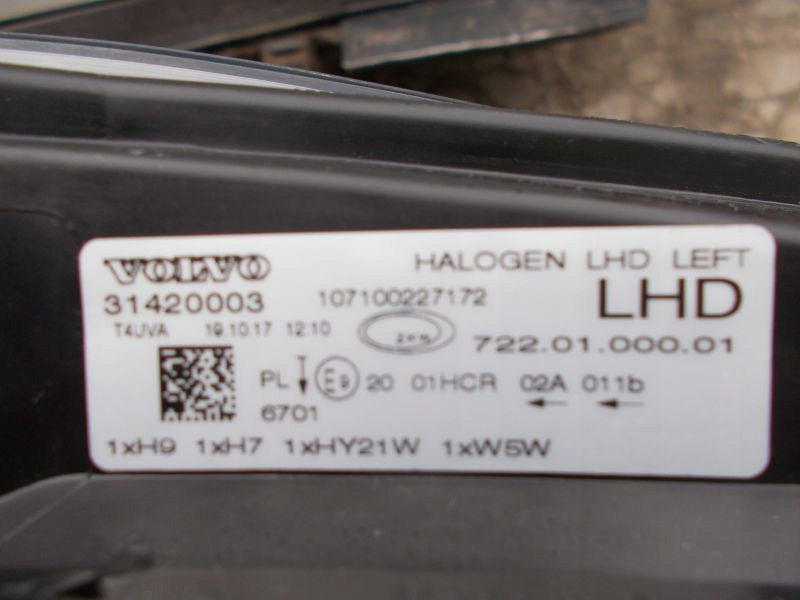 VOLVO HALOGEN LHD LEFT
31420003 107100227172 LHD
T4UVA 19.10.17 12:10 722.01.000.01
PL E9 20 01HCR 02A 011b
6701
1xH9 1xH7 1xHY21W 1xW5W